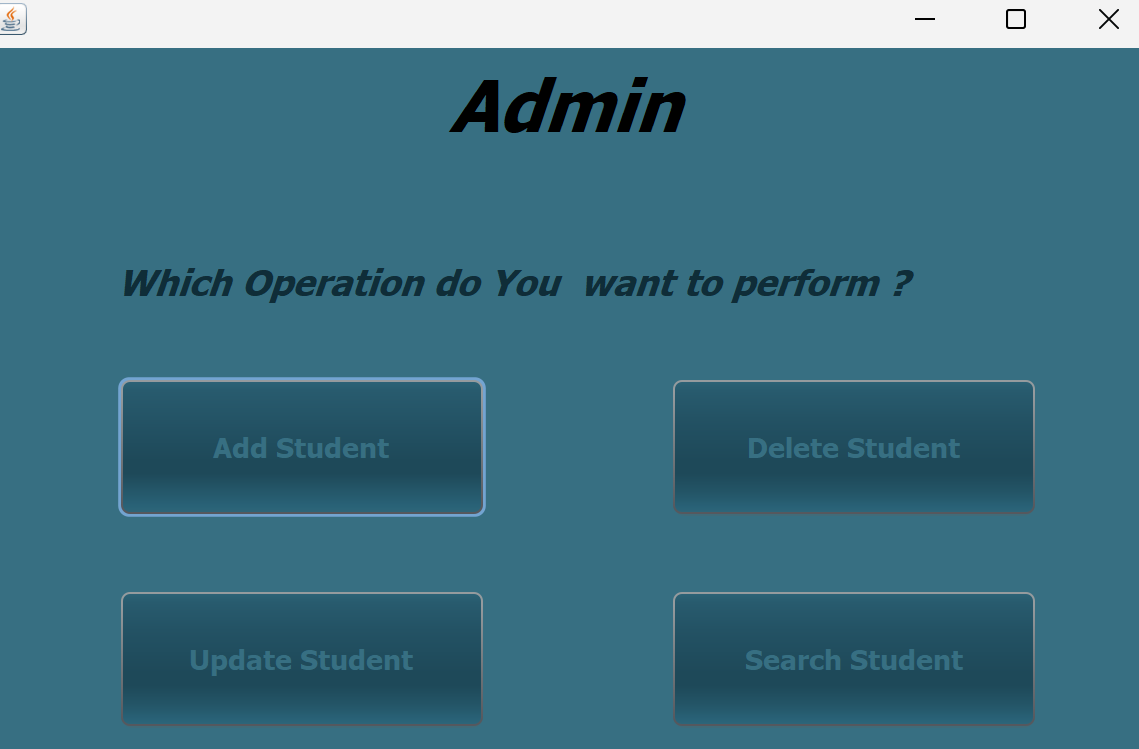 Admin
Which Operation do You  want to perform ?
Add Student
Delete Student
Update Student
Search Student